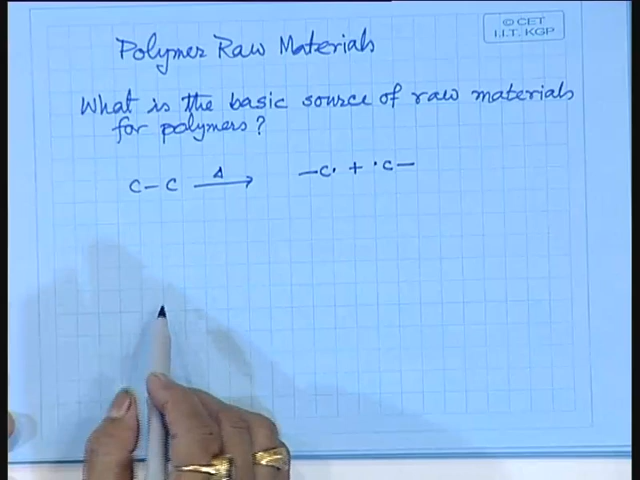 © CET
I.I.T. KGP
Polymer Raw Materials
What is the basic source of raw materials
for polymers?
C–C —Δ→ –C· + ·C–